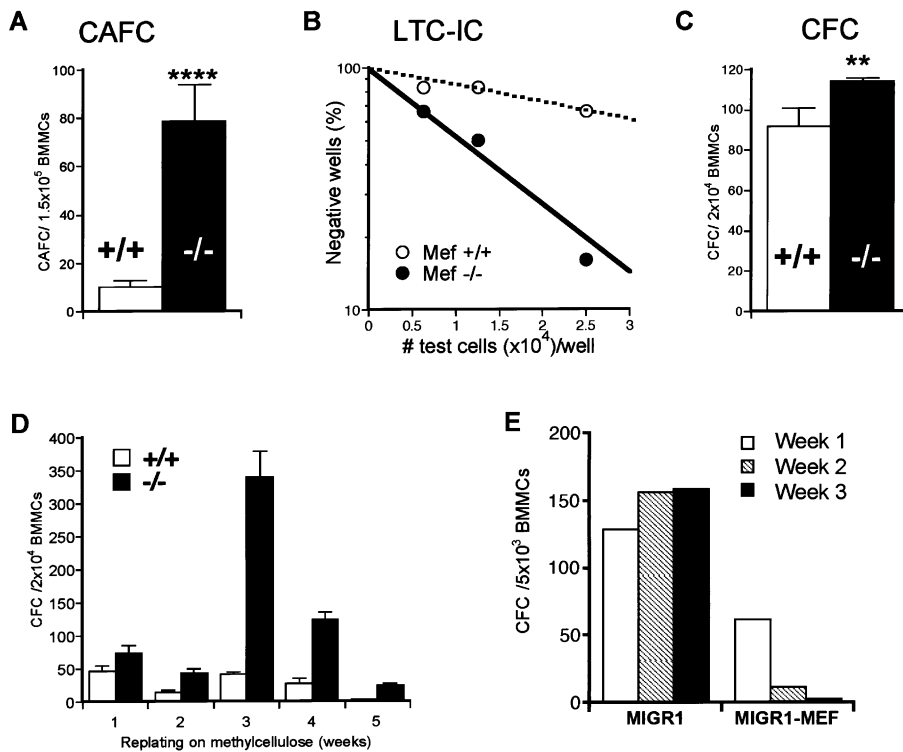 A
CAFC
CAFC/ 1.5x10⁵ BMMCs
100
80
60
40
20
0
****
+/+
-/-
B
LTC-IC
Negative wells (%)
100
10
Mef +/+
Mef -/-
0 0.5 1 1.5 2 2.5 3
# test cells (x10⁴)/well
C
CFC
CFC/ 2x10⁴ BMMCs
120
100
80
60
40
20
0
**
+/+
-/-
D
CFC /2x10⁴ BMMCs
400
350
300
250
200
150
100
50
0
+/+
-/-
1 2 3 4 5
Replating on methylcellulose (weeks)
E
CFC /5x10³ BMMCs
200
150
100
50
0
Week 1
Week 2
Week 3
MIGR1 MIGR1-MEF